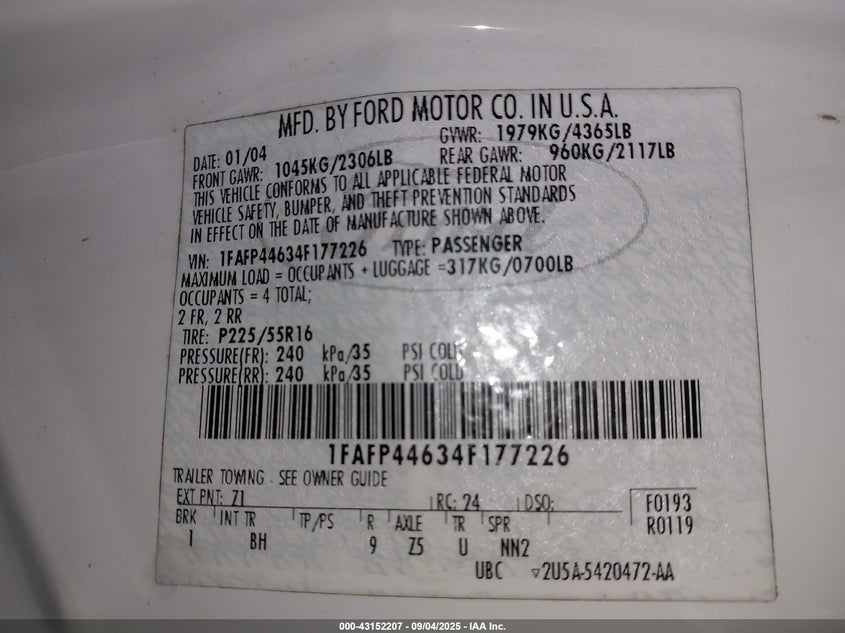 MFD. BY FORD MOTOR CO. IN U.S.A.
DATE: 01/04 GVWR: 1979KG/4365LB
FRONT GAWR: 1045KG/2306LB REAR GAWR: 960KG/2117LB
THIS VEHICLE CONFORMS TO ALL APPLICABLE FEDERAL MOTOR
VEHICLE SAFETY, BUMPER, AND THEFT PREVENTION STANDARDS
IN EFFECT ON THE DATE OF MANUFACTURE SHOWN ABOVE.
VIN: 1FAFP44634F177226 TYPE: PASSENGER
MAXIMUM LOAD = OCCUPANTS + LUGGAGE =317KG/0700LB
OCCUPANTS = 4 TOTAL;
2 FR, 2 RR
TIRE: P225/55R16
PRESSURE(FR): 240 kPa/35 PSI COLD
PRESSURE(RR): 240 kPa/35 PSI COLD
1FAFP44634F177226
TRAILER TOWING - SEE OWNER GUIDE
EXT PNT: Z1 RC: 24 DSO: F0193
BRK INT TR TP/PS R AXLE TR SPR R0119
1 BH 9 Z5 U NN2
UBC ▽2U5A-5420472-AA
000-43152207 - 09/04/2025 - IAA Inc.